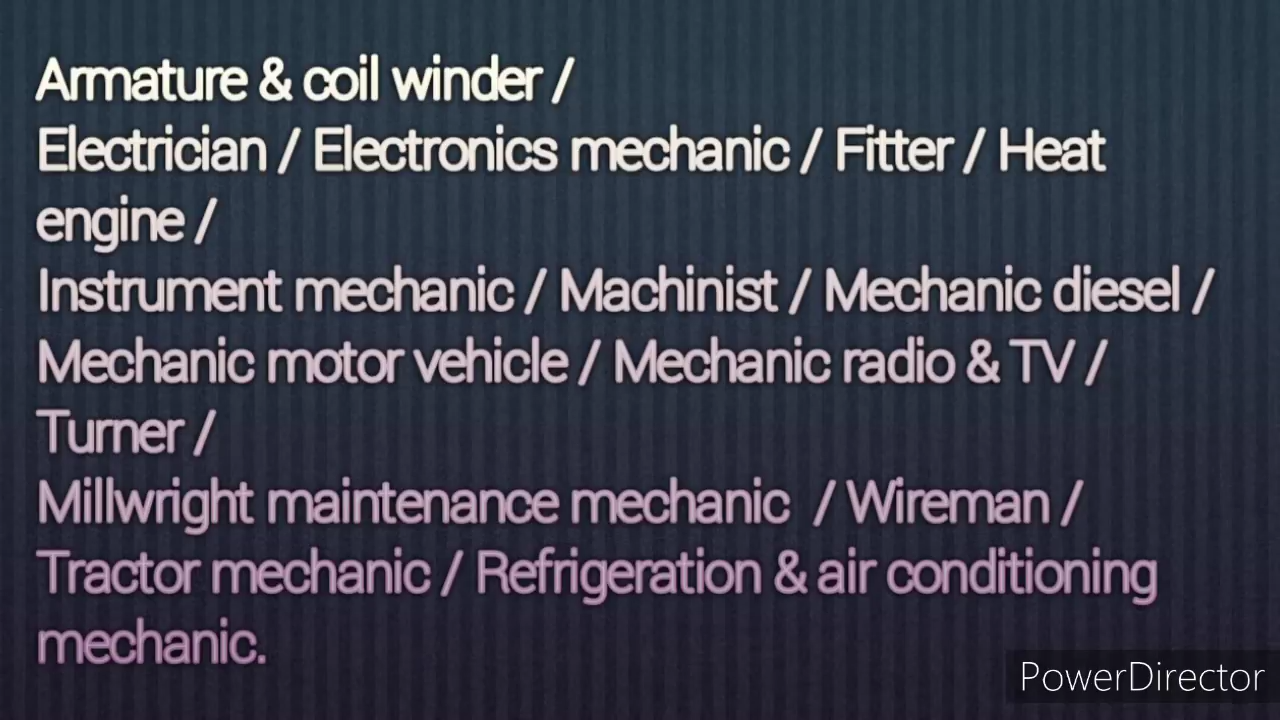 Armature & coil winder /
Electrician / Electronics mechanic / Fitter / Heat
engine /
Instrument mechanic / Machinist / Mechanic diesel /
Mechanic motor vehicle / Mechanic radio & TV /
Turner /
Millwright maintenance mechanic  / Wireman /
Tractor mechanic / Refrigeration & air conditioning
mechanic.
PowerDirector